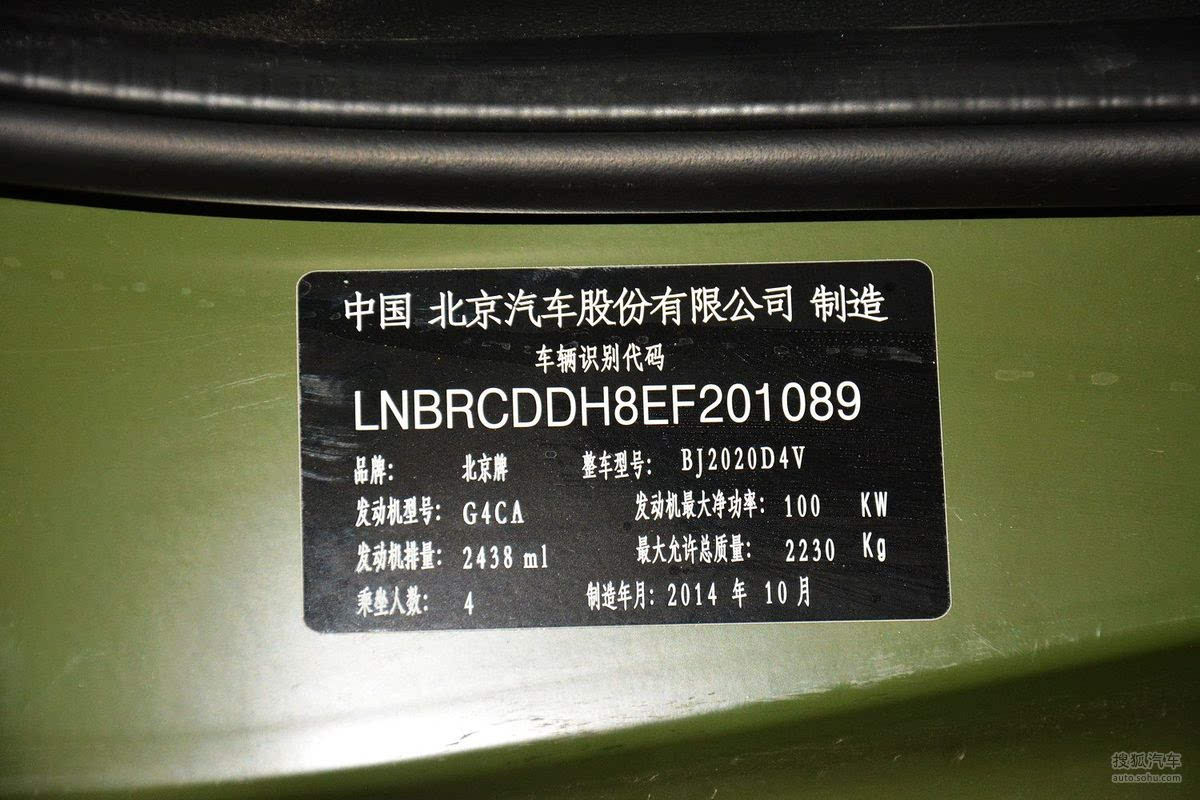 中国 北京汽车股份有限公司 制造
车辆识别代码
LNBRCDDH8EF201089
品牌: 北京牌 整车型号: BJ2020D4V
发动机型号: G4CA 发动机最大净功率: 100 KW
发动机排量: 2438 ml 最大允许总质量: 2230 Kg
乘坐人数: 4 制造年月: 2014 年 10 月
搜狐汽车
auto.sohu.com